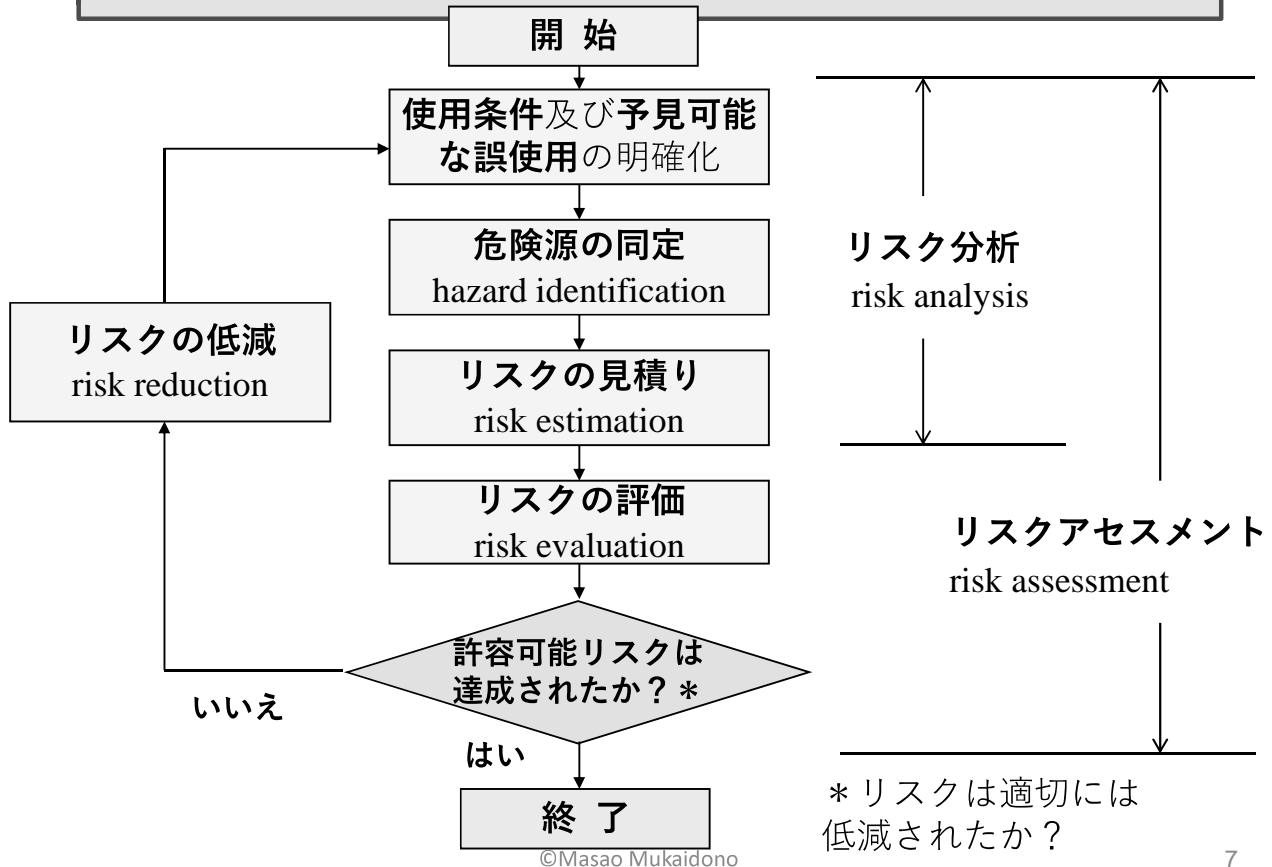 開 始
使用条件及び予見可能
な誤使用の明確化
危険源の同定
hazard identification
リスク分析
risk analysis
リスクの低減
risk reduction
リスクの見積り
risk estimation
リスクの評価
risk evaluation
リスクアセスメント
risk assessment
許容可能リスクは
達成されたか？＊
いいえ
はい
終 了
＊リスクは適切には
低減されたか？
©Masao Mukaidono
7